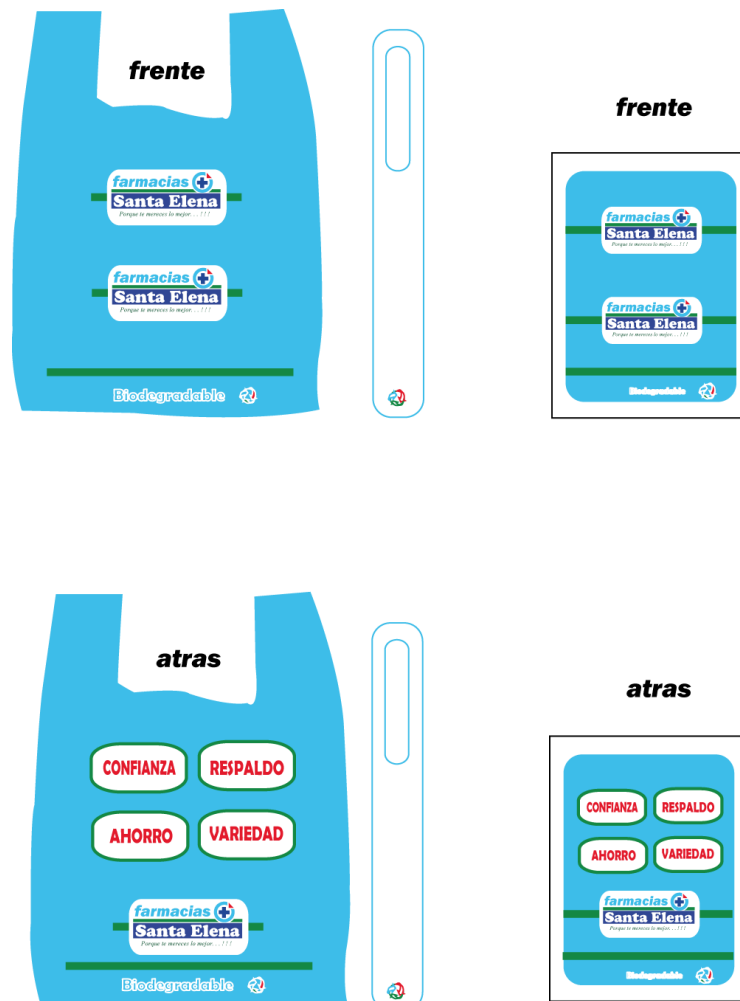 frente
farmacias
Santa Elena
Porque te mereces lo mejor. . . . ! ! !
farmacias
Santa Elena
Porque te mereces lo mejor. . . . ! ! !
Biodegradable
frente
farmacias
Santa Elena
Porque te mereces lo mejor. . . . ! ! !
farmacias
Santa Elena
Porque te mereces lo mejor. . . . ! ! !
Biodegradable
atras
CONFIANZA RESPALDO
AHORRO VARIEDAD
farmacias
Santa Elena
Porque te mereces lo mejor. . . . ! ! !
Biodegradable
atras
CONFIANZA RESPALDO
AHORRO VARIEDAD
farmacias
Santa Elena
Porque te mereces lo mejor. . . . ! ! !
Biodegradable